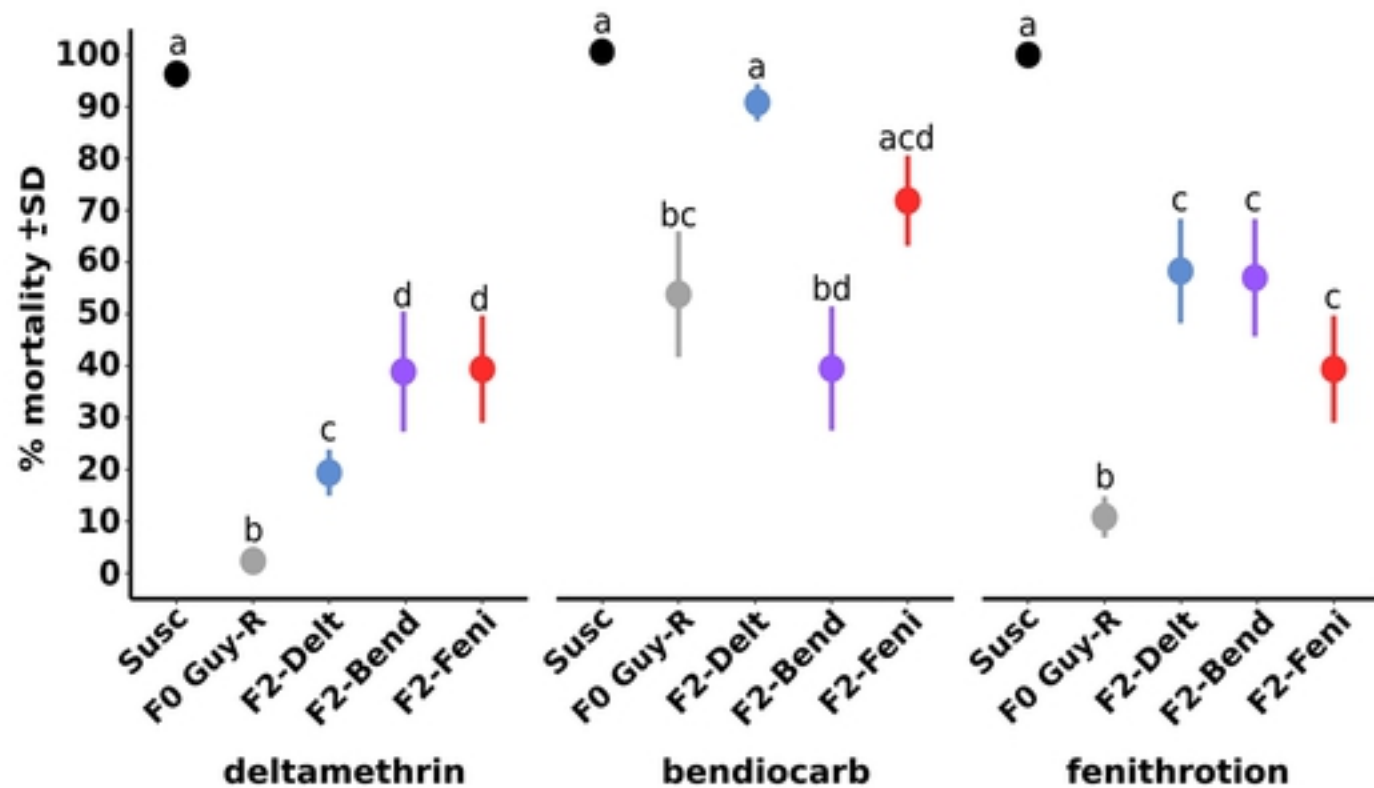 % mortality ±SD
100
90
80
70
60
50
40
30
20
10
0
a
b
c
d
d
a
bc
a
bd
acd
a
b
c
c
c
Susc
F0 Guy-R
F2-Delt
F2-Bend
F2-Feni
Susc
F0 Guy-R
F2-Delt
F2-Bend
F2-Feni
Susc
F0 Guy-R
F2-Delt
F2-Bend
F2-Feni
deltamethrin
bendiocarb
fenithrotion